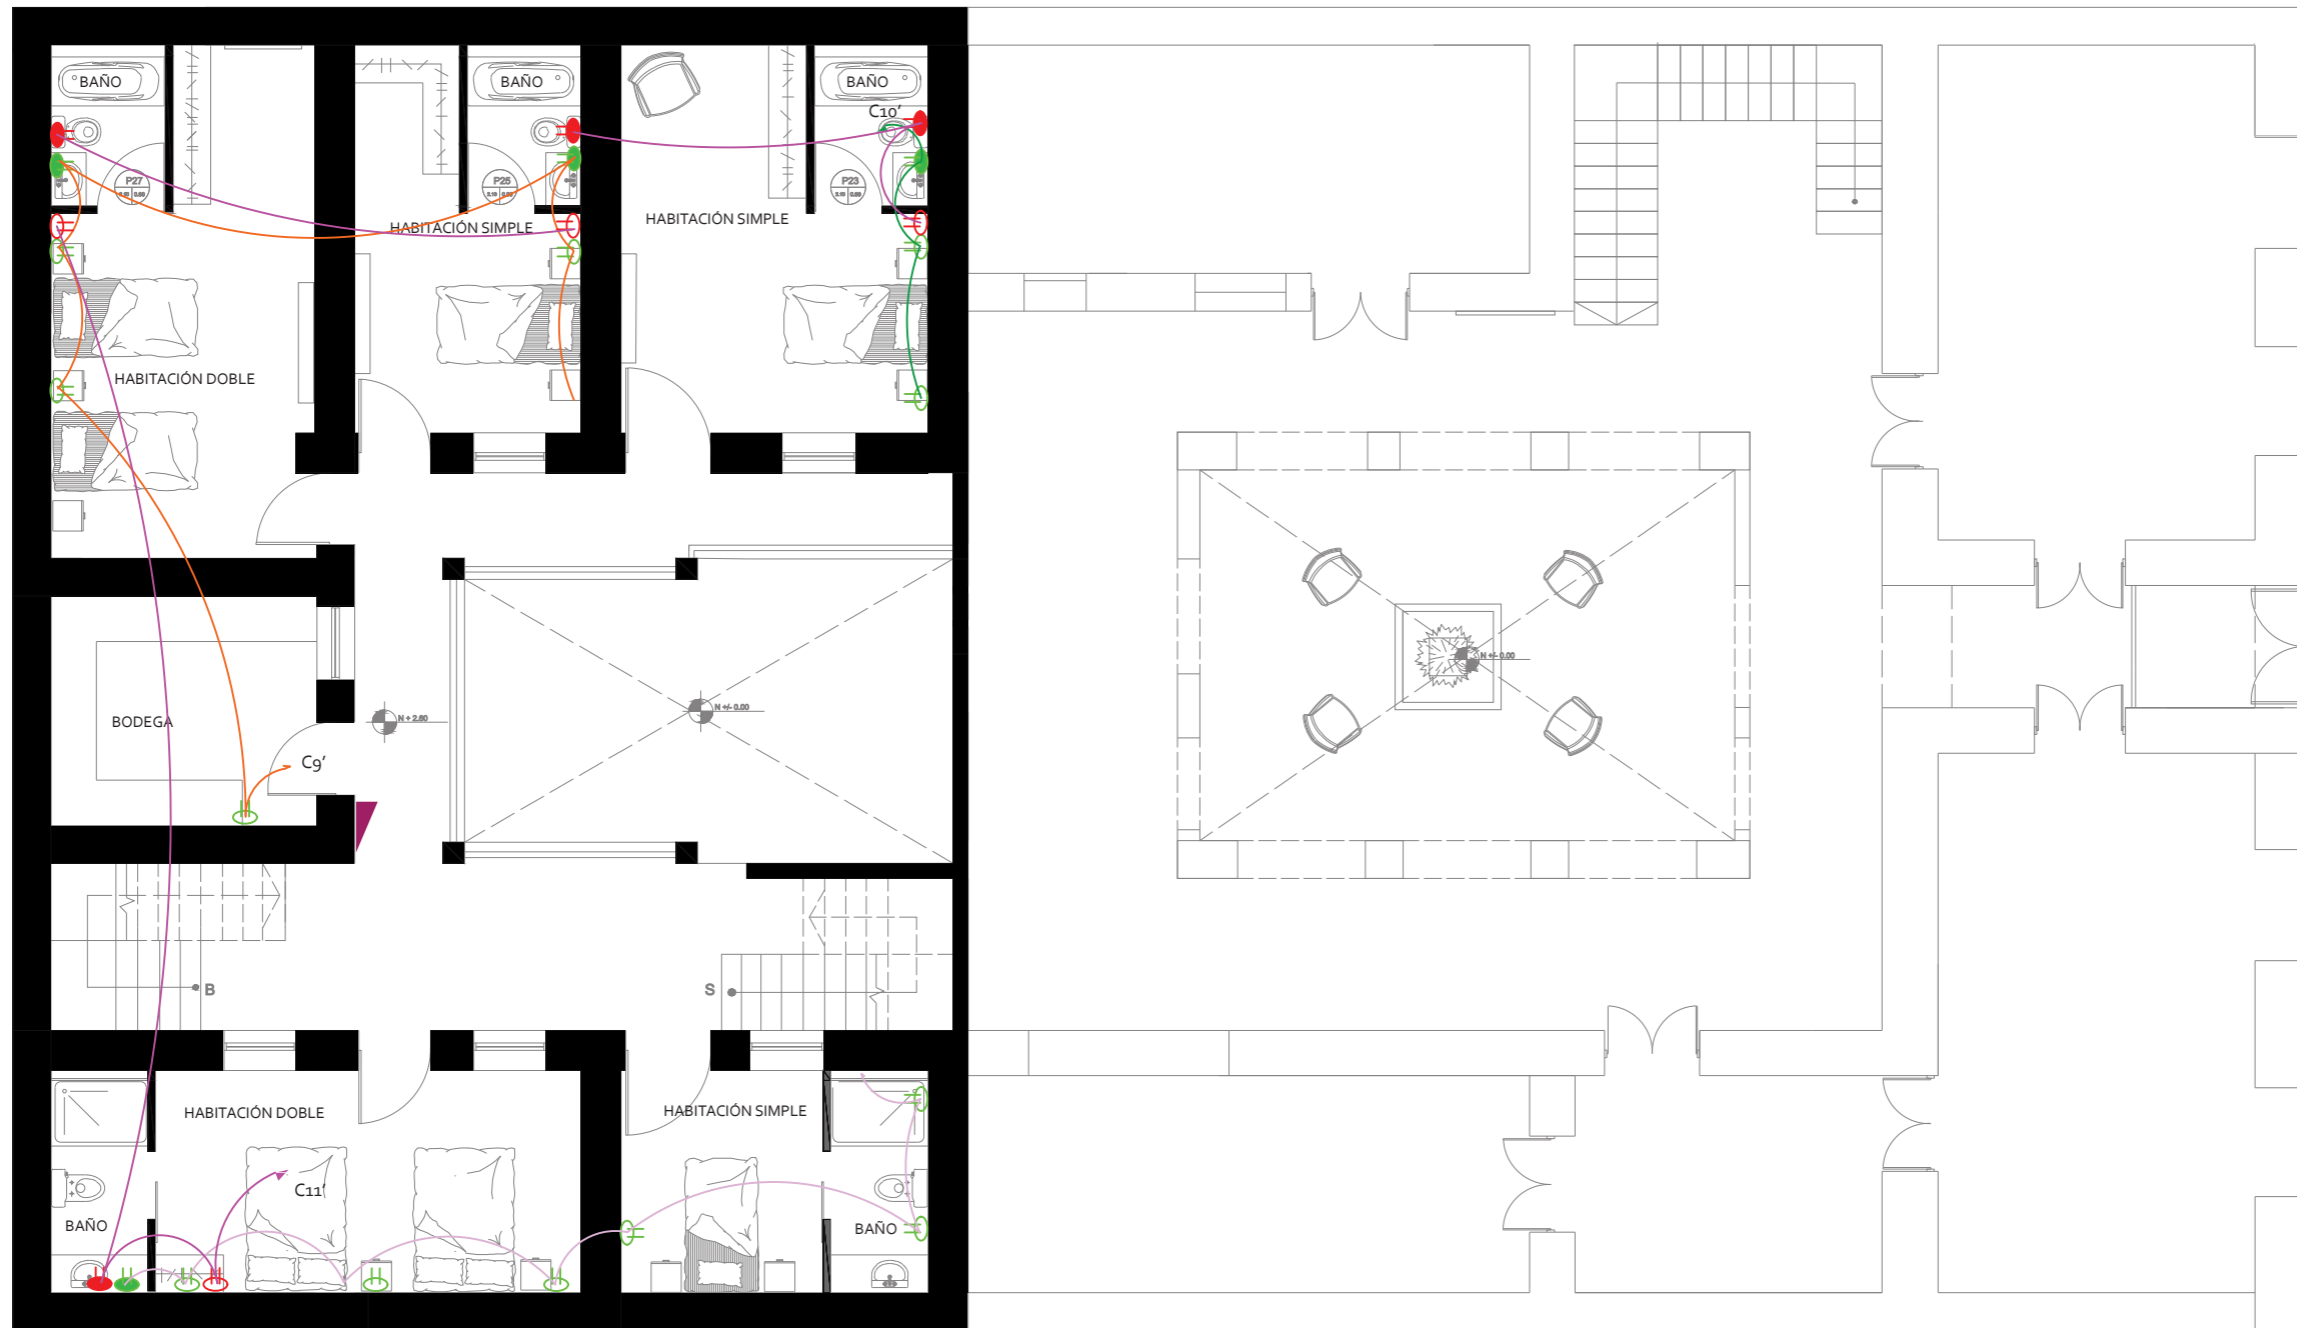 BAÑO
BAÑO
BAÑO
C10'
P27
P25
P23
HABITACIÓN SIMPLE
HABITACIÓN SIMPLE
HABITACIÓN DOBLE
N +/- 0.00
BODEGA
N + 2.60
N +/- 0.00
C9'
B
S
HABITACIÓN DOBLE
HABITACIÓN SIMPLE
C11'
BAÑO
BAÑO